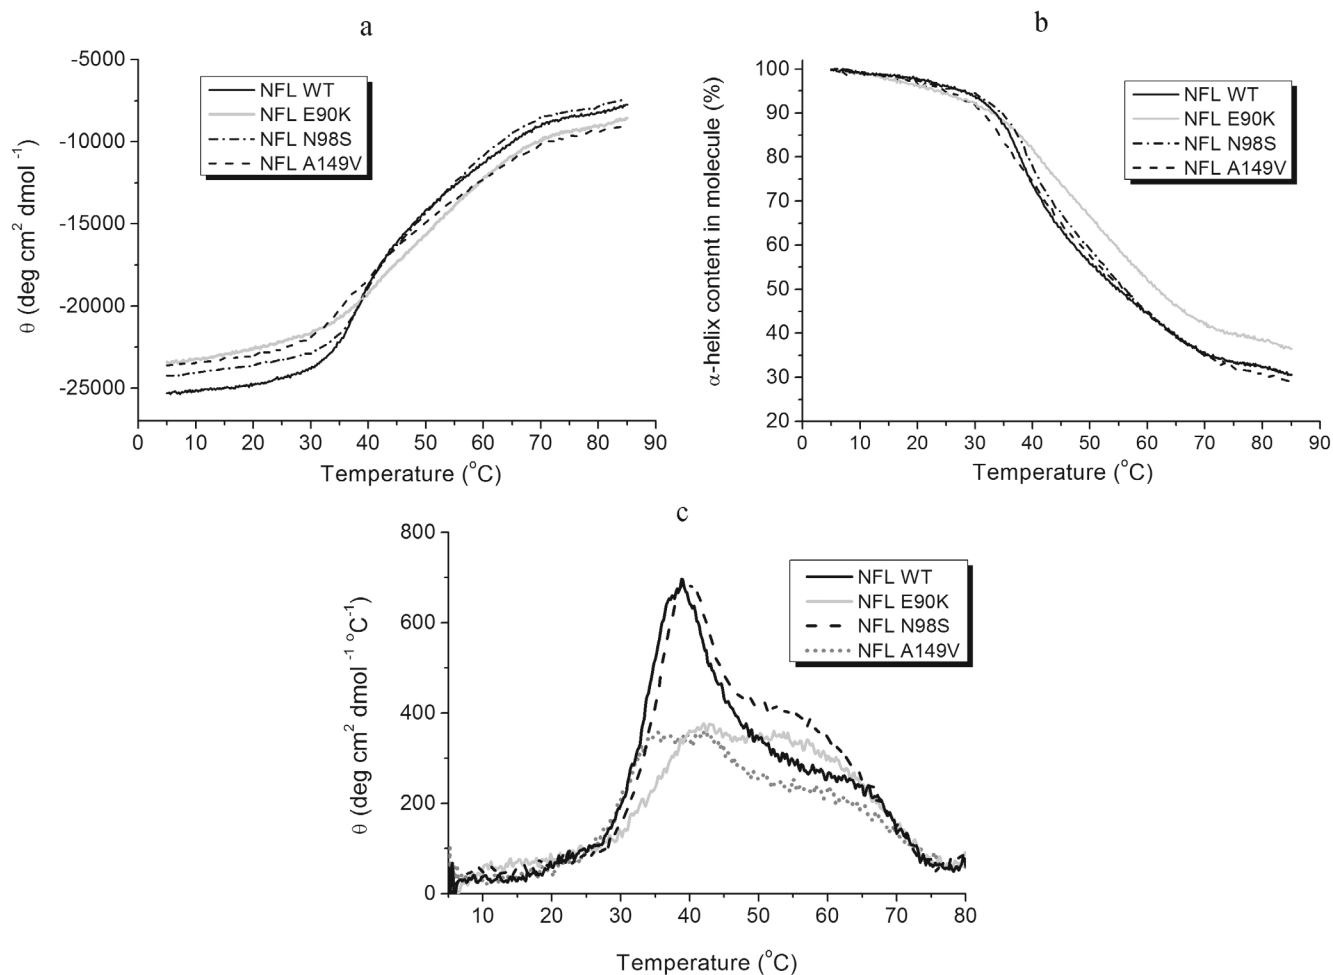 a
-5000
-10000
-15000
-20000
-25000
θ (deg cm² dmol ⁻¹)
NFL WT
NFL E90K
NFL N98S
NFL A149V
0 10 20 30 40 50 60 70 80 90
Temperature (°C)
b
100
90
80
70
60
50
40
30
20
α-helix content in molecule (%)
NFL WT
NFL E90K
NFL N98S
NFL A149V
0 10 20 30 40 50 60 70 80 90
Temperature (°C)
c
800
600
400
200
0
θ (deg cm² dmol ⁻¹ °C⁻¹)
NFL WT
NFL E90K
NFL N98S
NFL A149V
10 20 30 40 50 60 70 80
Temperature (°C)